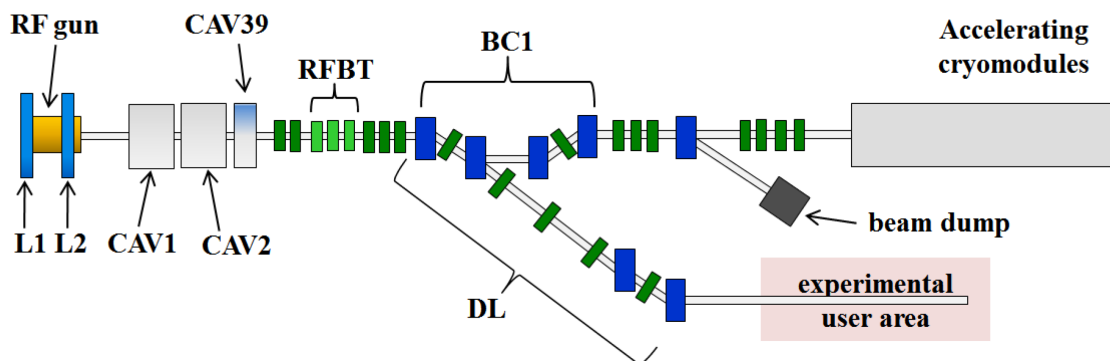 RF gun
CAV39
RFBT
BC1
Accelerating
cryomodules
L1
L2
CAV1
CAV2
DL
beam dump
experimental
user area